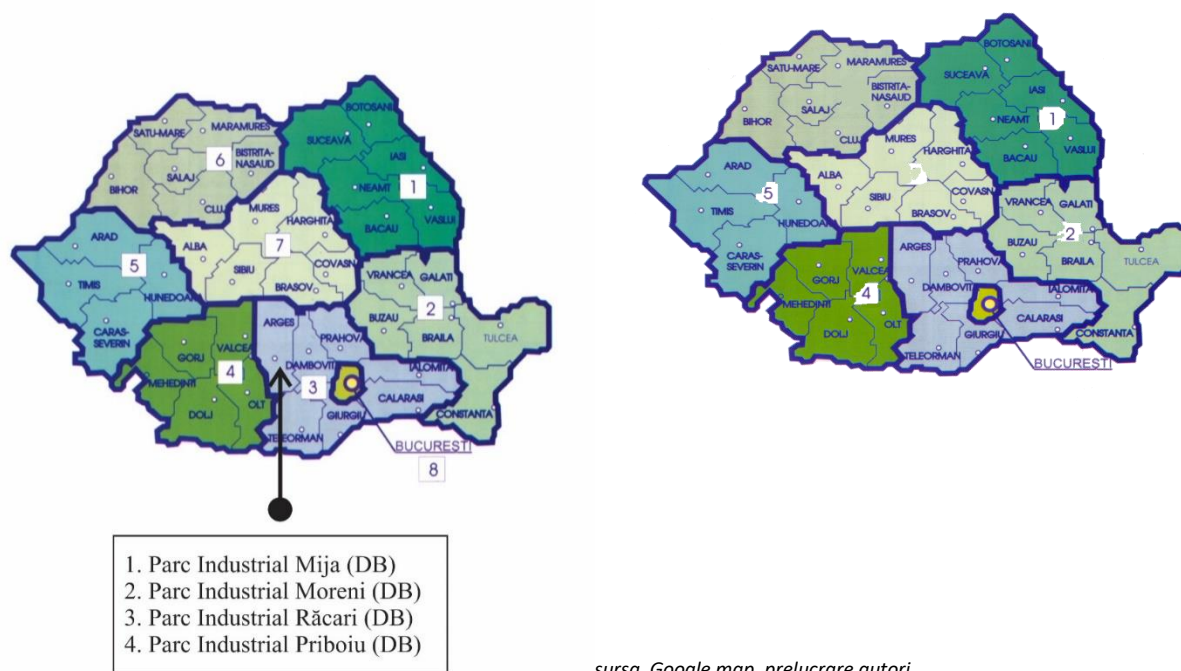 BOTOSANI
SUCEAVA
SATU-MARE
MARAMURES
BISTRITA-
NASAUD
IASI
6
SALAJ
BIHOR
NEAMT
1
CLUJ
MURES
HARGHITA
VASLUI
BACAU
ARAD
ALBA
7
5
SIBIU
COVASN
VRANCEA
GALATI
TIMIS
HUNEDOARA
BRASOV
2
ARGES
BUZAU
BRAILA
CARAS-
SEVERIN
GORJ
VALCEA
PRAHOVA
TULCEA
4
DAMBOVIT
IALOMITA
MEHEDINTI
3
DOLJ
OLT
CALARASI
GIURGIU
CONSTANTA
TELEORMAN
BUCURESTI
8
1. Parc Industrial Mija (DB)
2. Parc Industrial Moreni (DB)
3. Parc Industrial Răcari (DB)
4. Parc Industrial Priboiu (DB)
BOTOSANI
SUCEAVA
SATU-MARE
MARAMURES
BISTRITA-
NASAUD
IASI
SALAJ
BIHOR
NEAMT
1
CLUJ
MURES
HARGHITA
VASLUI
BACAU
ARAD
ALBA
5
SIBIU
COVASN
VRANCEA
GALATI
TIMIS
HUNEDOARA
BRASOV
2
ARGES
BUZAU
BRAILA
CARAS-
SEVERIN
GORJ
VALCEA
PRAHOVA
TULCEA
4
DAMBOVIT
IALOMITA
MEHEDINTI
DOLJ
OLT
CALARASI
GIURGIU
CONSTANTA
TELEORMAN
BUCURESTI
sursa, Google map, prelucrare autori